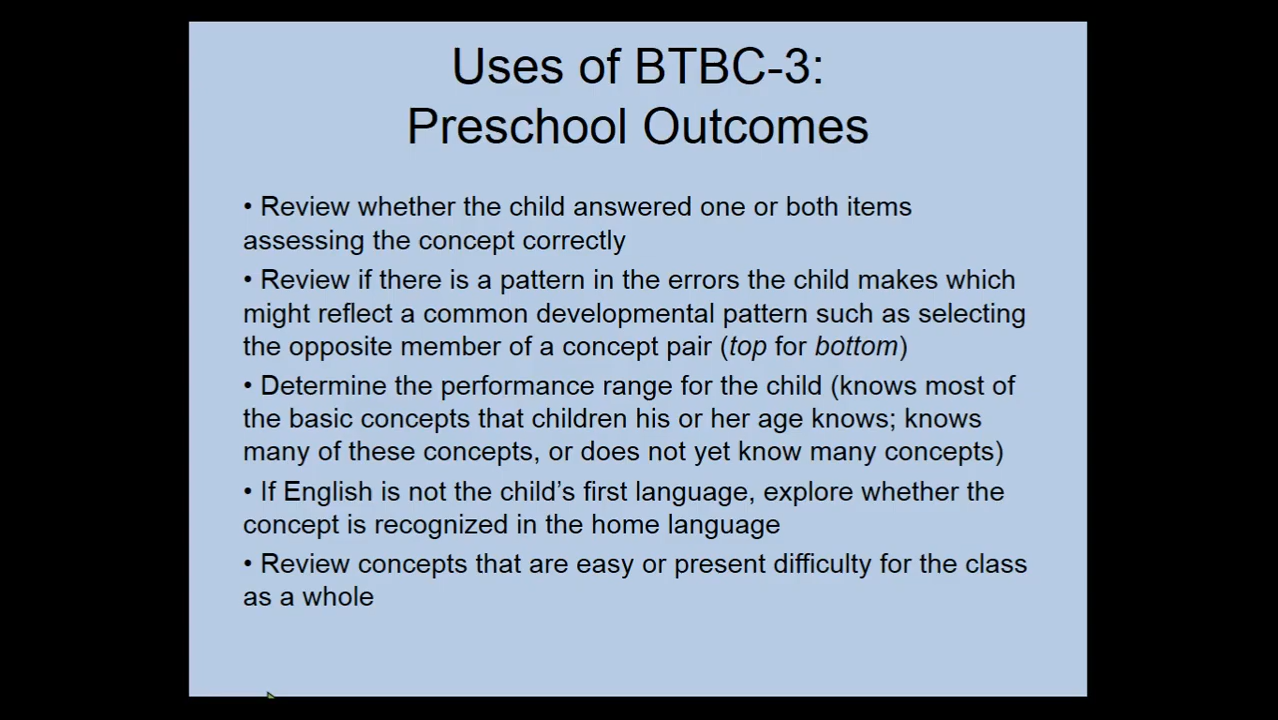 Uses of BTBC-3:
Preschool Outcomes
• Review whether the child answered one or both items
assessing the concept correctly
• Review if there is a pattern in the errors the child makes which
might reflect a common developmental pattern such as selecting
the opposite member of a concept pair (top for bottom)
• Determine the performance range for the child (knows most of
the basic concepts that children his or her age knows; knows
many of these concepts, or does not yet know many concepts)
• If English is not the child’s first language, explore whether the
concept is recognized in the home language
• Review concepts that are easy or present difficulty for the class
as a whole